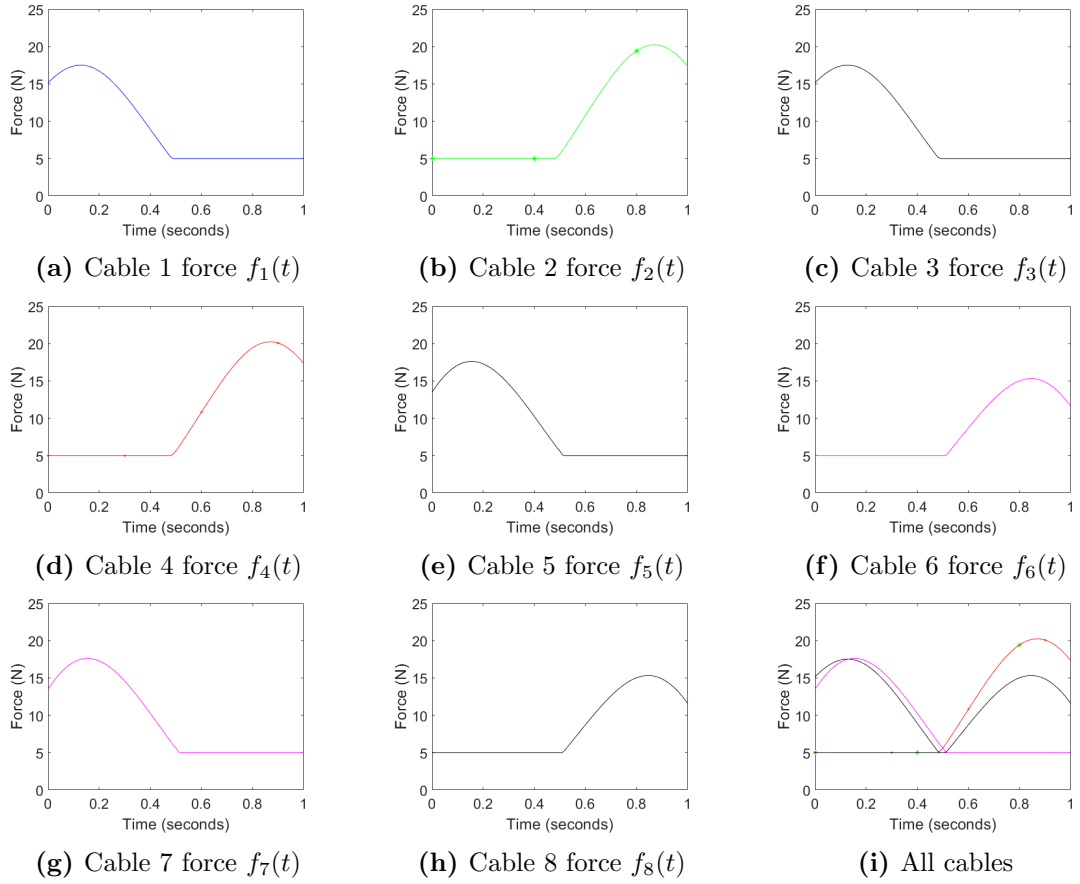 25
20
15
10
5
0
Force (N)
0 0.2 0.4 0.6 0.8 1
Time (seconds)
(a) Cable 1 force f₁(t)
25
20
15
10
5
0
Force (N)
0 0.2 0.4 0.6 0.8 1
Time (seconds)
(b) Cable 2 force f₂(t)
25
20
15
10
5
0
Force (N)
0 0.2 0.4 0.6 0.8 1
Time (seconds)
(c) Cable 3 force f₃(t)
25
20
15
10
5
0
Force (N)
0 0.2 0.4 0.6 0.8 1
Time (seconds)
(d) Cable 4 force f₄(t)
25
20
15
10
5
0
Force (N)
0 0.2 0.4 0.6 0.8 1
Time (seconds)
(e) Cable 5 force f₅(t)
25
20
15
10
5
0
Force (N)
0 0.2 0.4 0.6 0.8 1
Time (seconds)
(f) Cable 6 force f₆(t)
25
20
15
10
5
0
Force (N)
0 0.2 0.4 0.6 0.8 1
Time (seconds)
(g) Cable 7 force f₇(t)
25
20
15
10
5
0
Force (N)
0 0.2 0.4 0.6 0.8 1
Time (seconds)
(h) Cable 8 force f₈(t)
25
20
15
10
5
0
Force (N)
0 0.2 0.4 0.6 0.8 1
Time (seconds)
(i) All cables